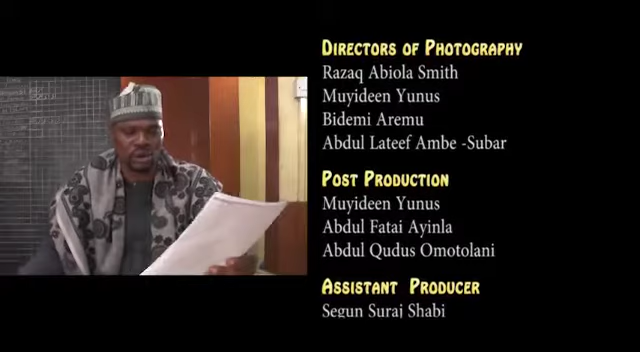 DIRECTORS OF PHOTOGRAPHY
Razaq Abiola Smith
Muyideen Yunus
Bidemi Aremu
Abdul Lateef Ambe -Subar
POST PRODUCTION
Muyideen Yunus
Abdul Fatai Ayinla
Abdul Qudus Omotolani
ASSISTANT PRODUCER
Segun Suraj Shabi